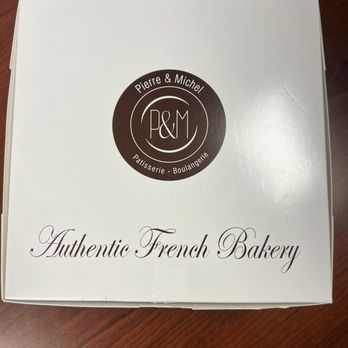 Pierre & Michel
P&M
Patisserie - Boulangerie
Authentic French Bakery